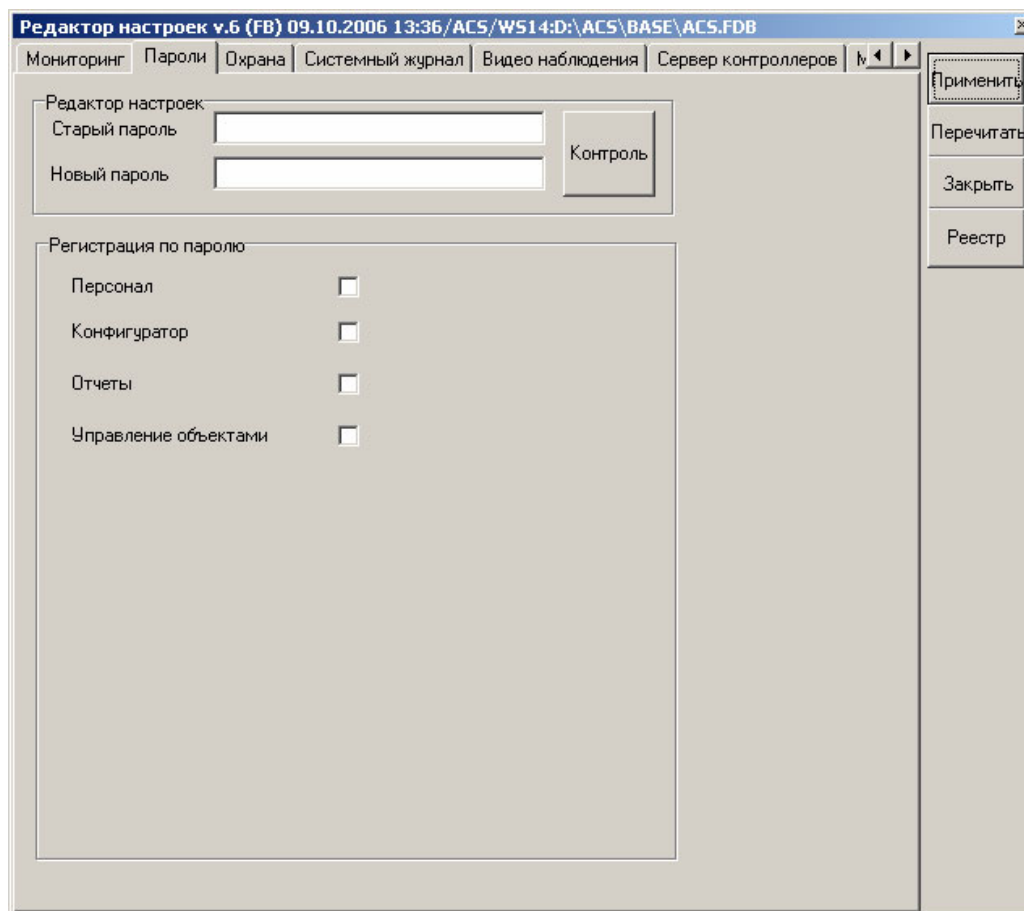 Редактор настроек v.6 (FB) 09.10.2006 13:36/ACS/WS14:D:\ACS\BASE\ACS.FDB
Мониторинг Пароли Охрана Системный журнал Видео наблюдения Сервер контроллеров
Редактор настроек
Старый пароль
Новый пароль
Контроль
Регистрация по паролю
Персонал
Конфигуратор
Отчеты
Управление объектами
Применить
Перечитать
Закрыть
Реестр